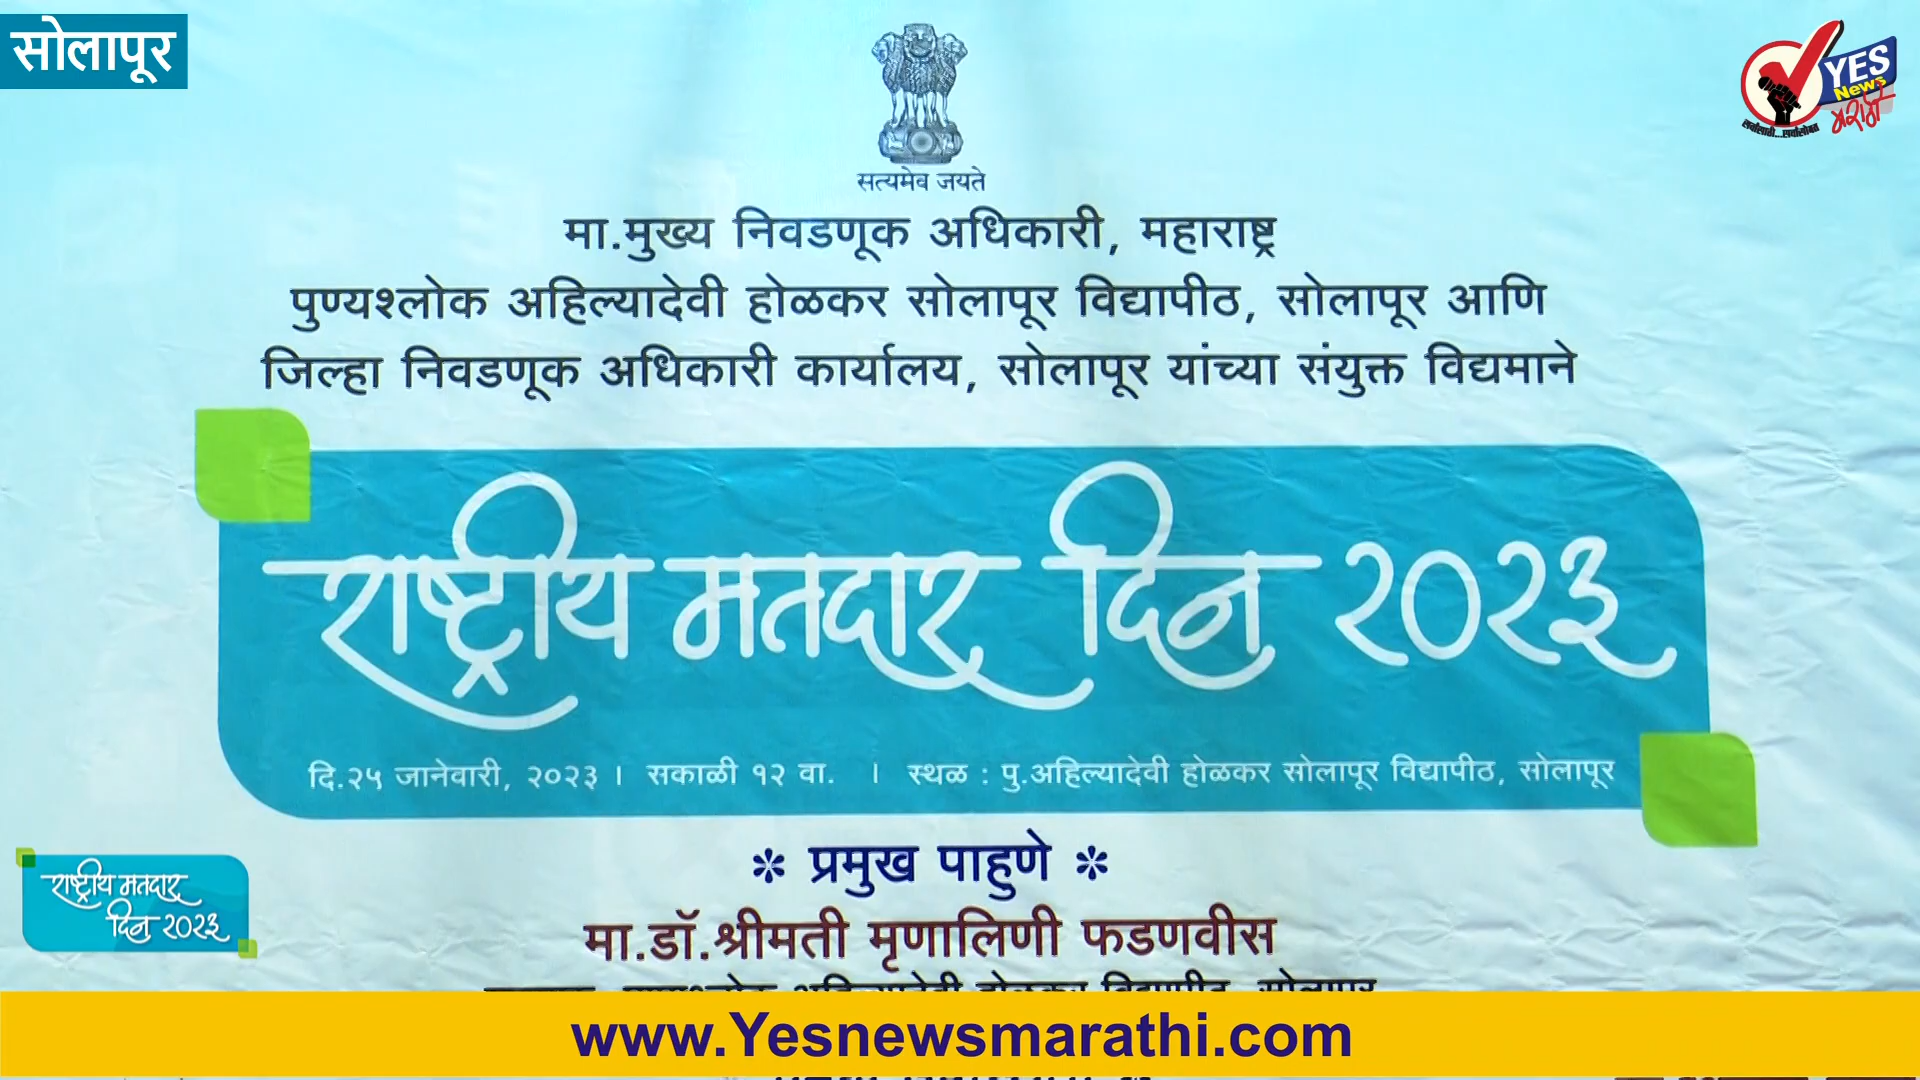 सोलापूर
YES
News
मराठी
सत्यमेव जयते
मा.मुख्य निवडणूक अधिकारी, महाराष्ट्र
पुण्यश्लोक अहिल्यादेवी होळकर सोलापूर विद्यापीठ, सोलापूर आणि
जिल्हा निवडणूक अधिकारी कार्यालय, सोलापूर यांच्या संयुक्त विद्यमाने
राष्ट्रीय मतदार दिन २०२३
दि.२५ जानेवारी, २०२३ । सकाळी १२ वा. । स्थळ : पु.अहिल्यादेवी होळकर सोलापूर विद्यापीठ, सोलापूर
* प्रमुख पाहुणे *
मा.डॉ.श्रीमती मृणालिणी फडणवीस
राष्ट्रीय मतदार
दिन २०२३
www.Yesnewsmarathi.com